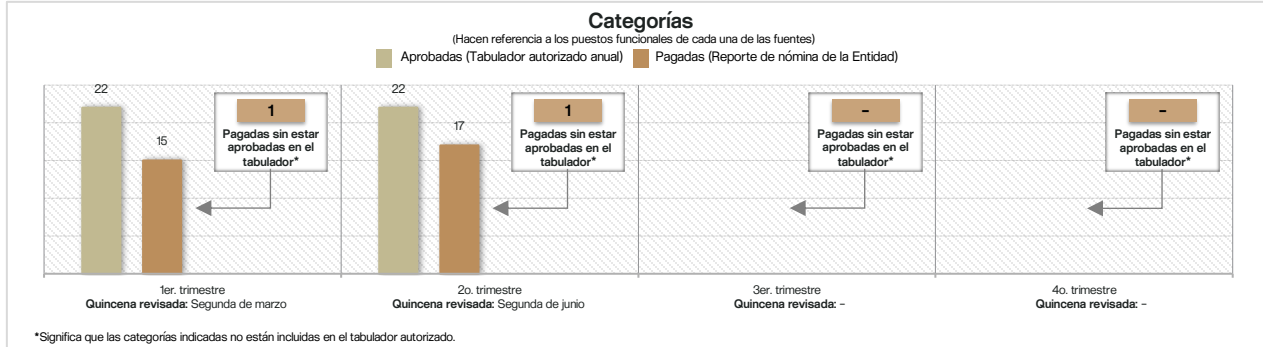 Categorías
(Hacen referencia a los puestos funcionales de cada una de las fuentes)
Aprobadas (Tabulador autorizado anual) Pagadas (Reporte de nómina de la Entidad)
22
15
1
Pagadas sin estar
aprobadas en el
tabulador*
22
17
1
Pagadas sin estar
aprobadas en el
tabulador*
-
Pagadas sin estar
aprobadas en el
tabulador*
-
Pagadas sin estar
aprobadas en el
tabulador*
1er. trimestre
Quincena revisada: Segunda de marzo
2o. trimestre
Quincena revisada: Segunda de junio
3er. trimestre
Quincena revisada: -
4o. trimestre
Quincena revisada: -
*Significa que las categorías indicadas no están incluidas en el tabulador autorizado.